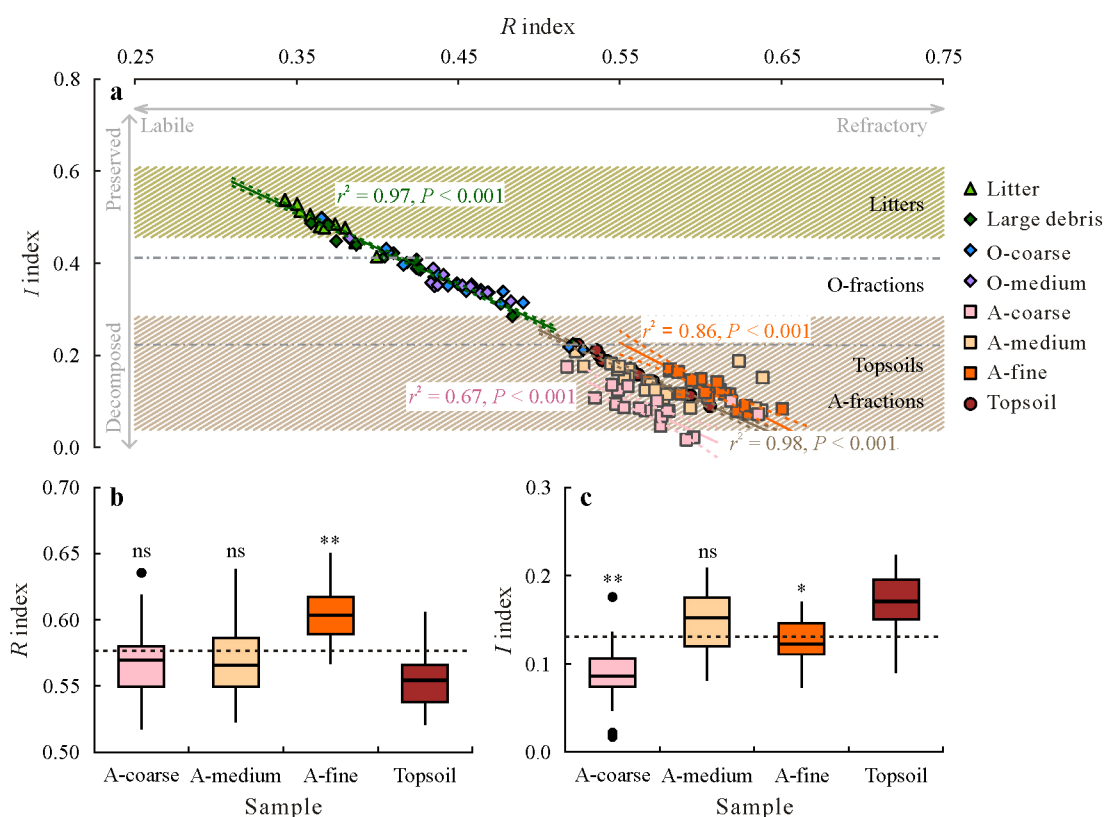 R index
0.25 0.35 0.45 0.55 0.65 0.75
0.8
a
Labile
Refractory
Preserved
0.6
r² = 0.97, P < 0.001
Litters
Litter
Large debris
I index
0.4
O-fractions
O-coarse
O-medium
A-coarse
r² = 0.86, P < 0.001
0.2
Topsoils
A-medium
Decomposed
r² = 0.67, P < 0.001
A-fractions
A-fine
Topsoil
0.0
r² = 0.98, P < 0.001
0.70
b
ns
ns
**
0.65
R index
0.60
0.55
0.50
A-coarse A-medium A-fine Topsoil
Sample
0.3
c
**
ns
*
0.2
I index
0.1
0.0
A-coarse A-medium A-fine Topsoil
Sample